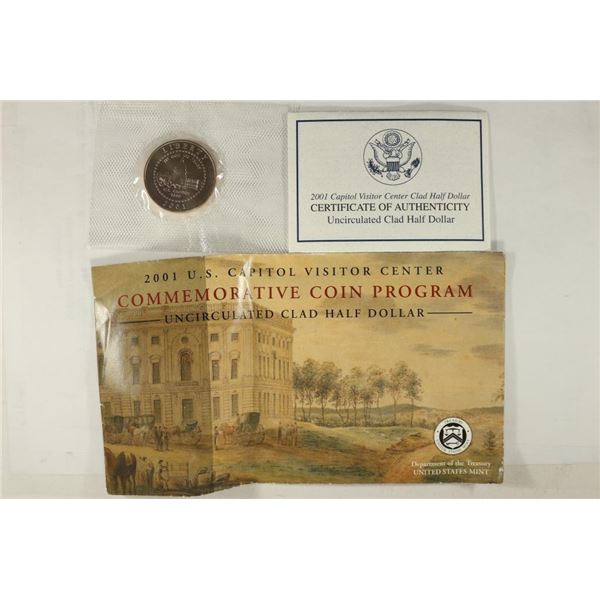 LIBERTY
2001
2001 Capitol Visitor Center Clad Half Dollar
CERTIFICATE OF AUTHENTICITY
Uncirculated Clad Half Dollar
2001 U.S. CAPITOL VISITOR CENTER
COMMEMORATIVE COIN PROGRAM
UNCIRCULATED CLAD HALF DOLLAR
Department of the Treasury
UNITED STATES MINT